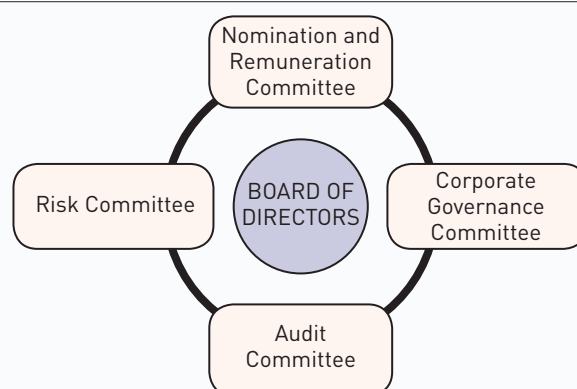 Nomination and
Remuneration
Committee
Risk Committee
BOARD OF
DIRECTORS
Corporate
Governance
Committee
Audit
Committee